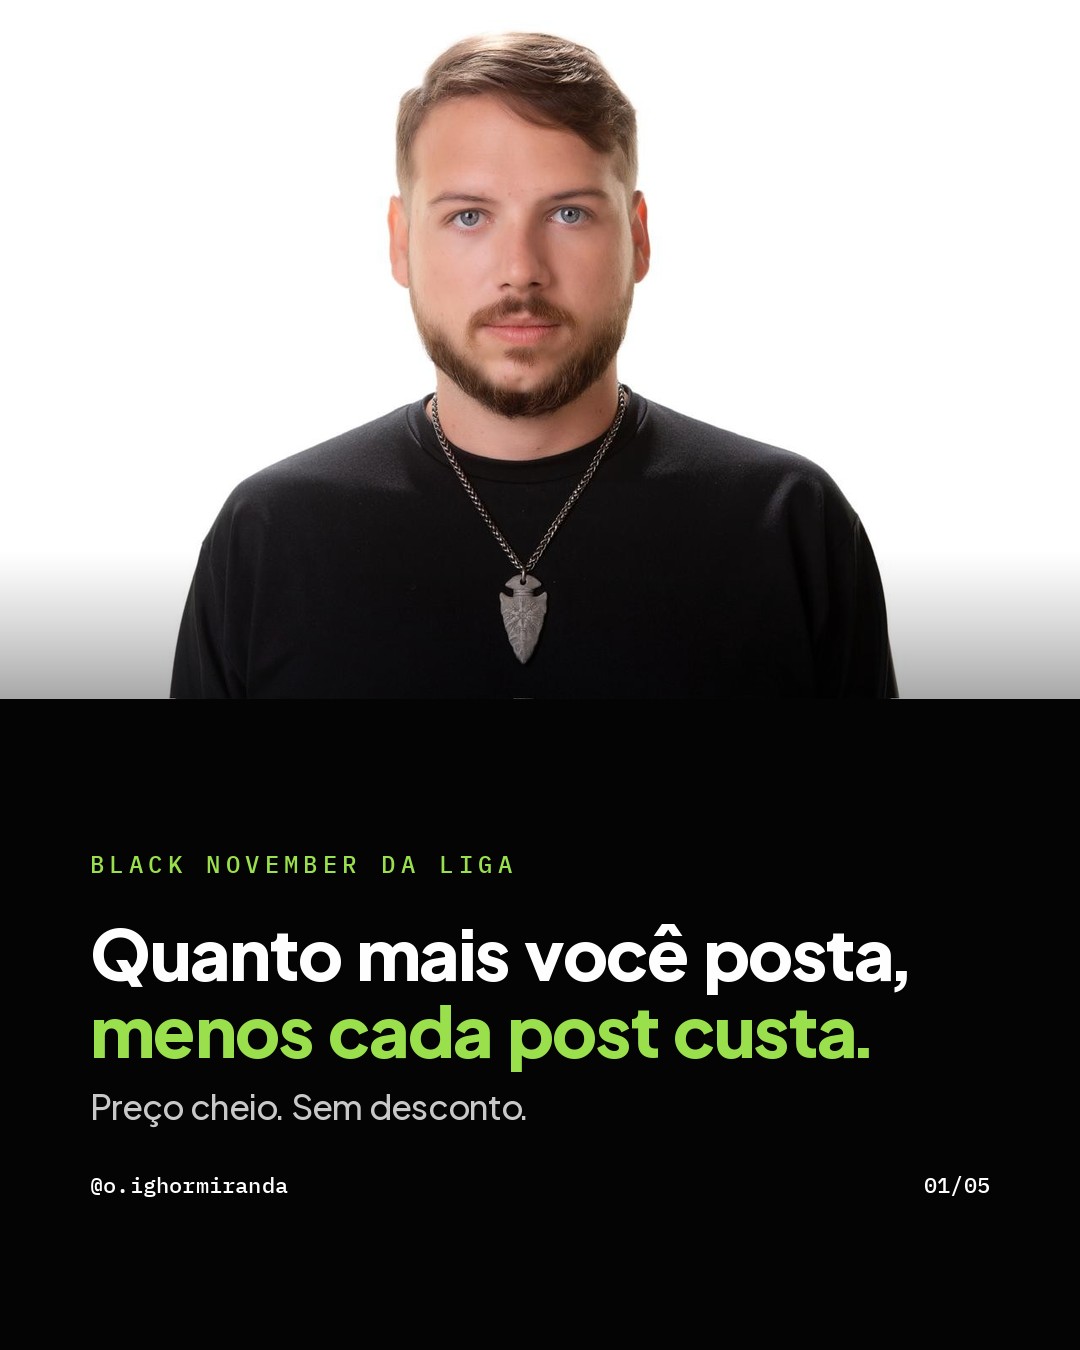 BLACK NOVEMBER DA LIGA
Quanto mais você posta,
menos cada post custa.
Preço cheio. Sem desconto.
@o.ighormiranda
01/05